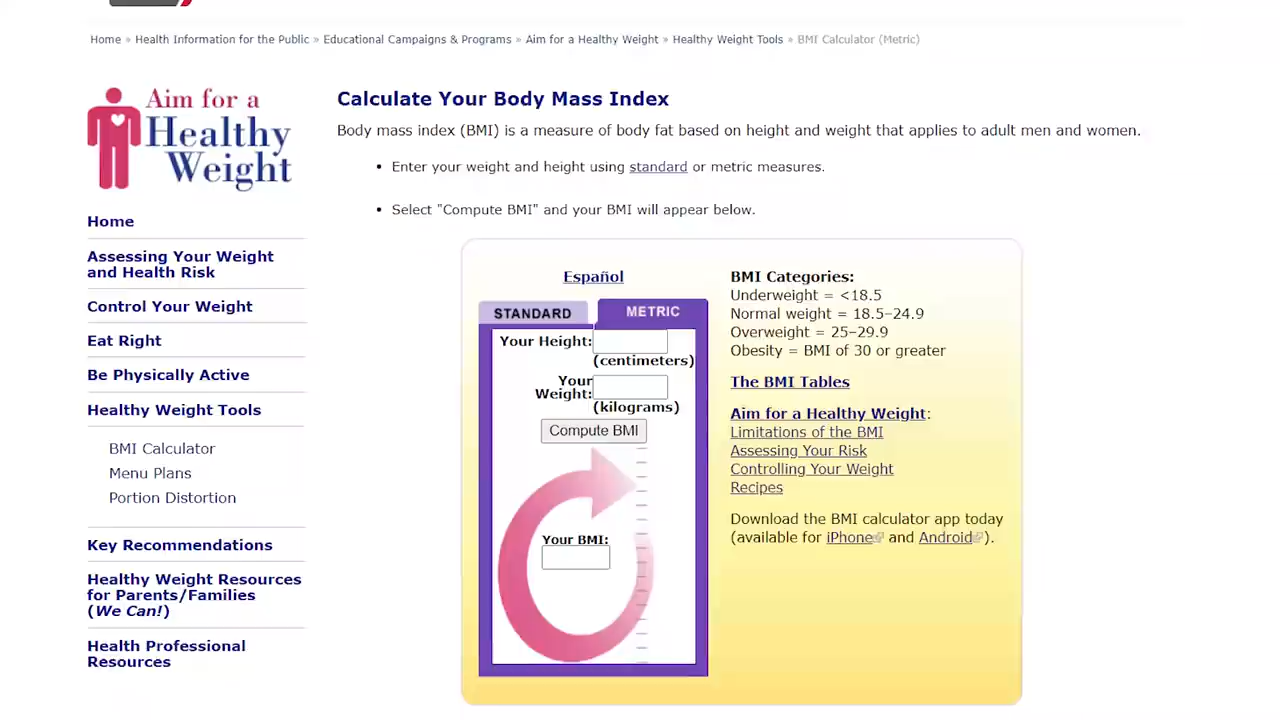 Home » Health Information for the Public » Educational Campaigns & Programs » Aim for a Healthy Weight » Healthy Weight Tools » BMI Calculator (Metric)
Aim for a
Healthy
Weight
Home
Assessing Your Weight
and Health Risk
Control Your Weight
Eat Right
Be Physically Active
Healthy Weight Tools
BMI Calculator
Menu Plans
Portion Distortion
Key Recommendations
Healthy Weight Resources
for Parents/Families
(We Can!)
Health Professional
Resources
Calculate Your Body Mass Index
Body mass index (BMI) is a measure of body fat based on height and weight that applies to adult men and women.
• Enter your weight and height using standard or metric measures.
• Select "Compute BMI" and your BMI will appear below.
Español
STANDARD METRIC
Your Height:
(centimeters)
Your
Weight:
(kilograms)
Compute BMI
Your BMI:
BMI Categories:
Underweight = <18.5
Normal weight = 18.5–24.9
Overweight = 25–29.9
Obesity = BMI of 30 or greater
The BMI Tables
Aim for a Healthy Weight:
Limitations of the BMI
Assessing Your Risk
Controlling Your Weight
Recipes
Download the BMI calculator app today
(available for iPhone and Android).